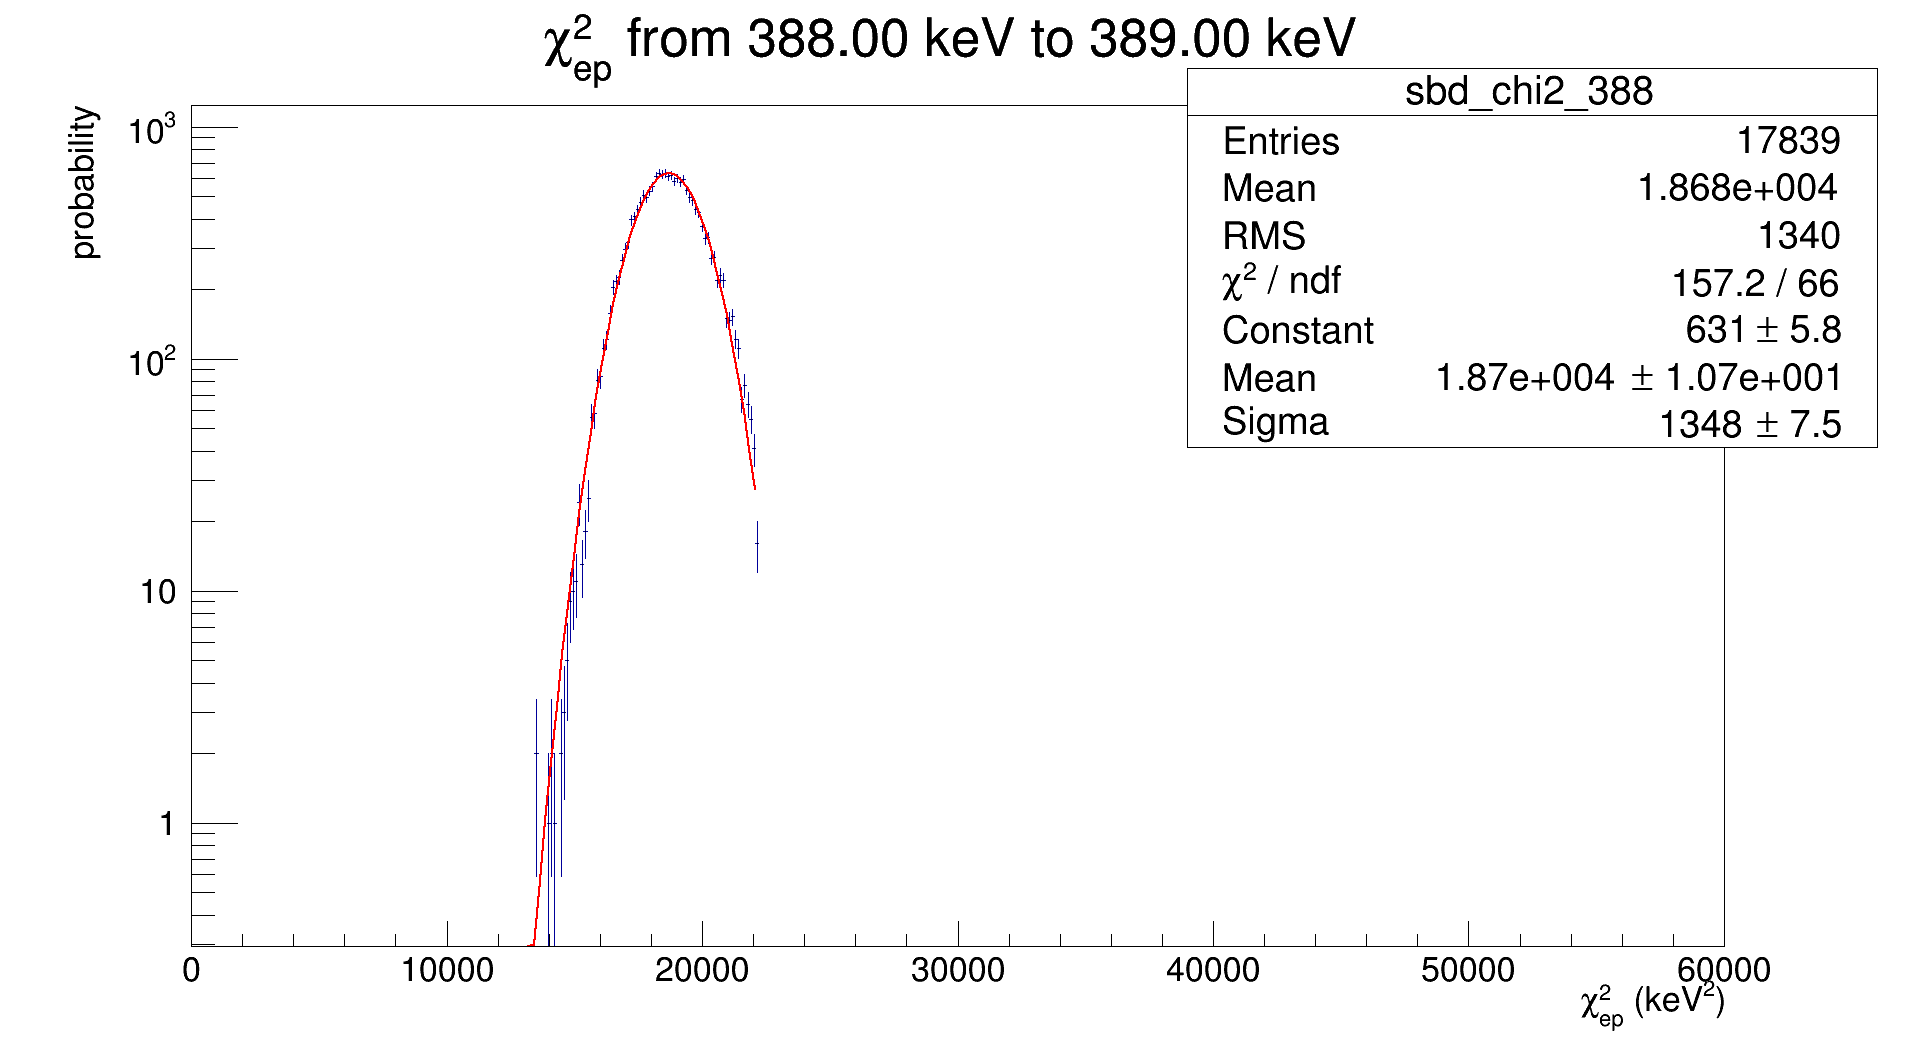 χ²ep from 388.00 keV to 389.00 keV
sbd_chi2_388
Entries 17839
Mean 1.868e+004
RMS 1340
χ² / ndf 157.2 / 66
Constant 631 ± 5.8
Mean 1.87e+004 ± 1.07e+001
Sigma 1348 ± 7.5
probability
10³
10²
10
1
0 10000 20000 30000 40000 50000 60000
χ²ep (keV²)